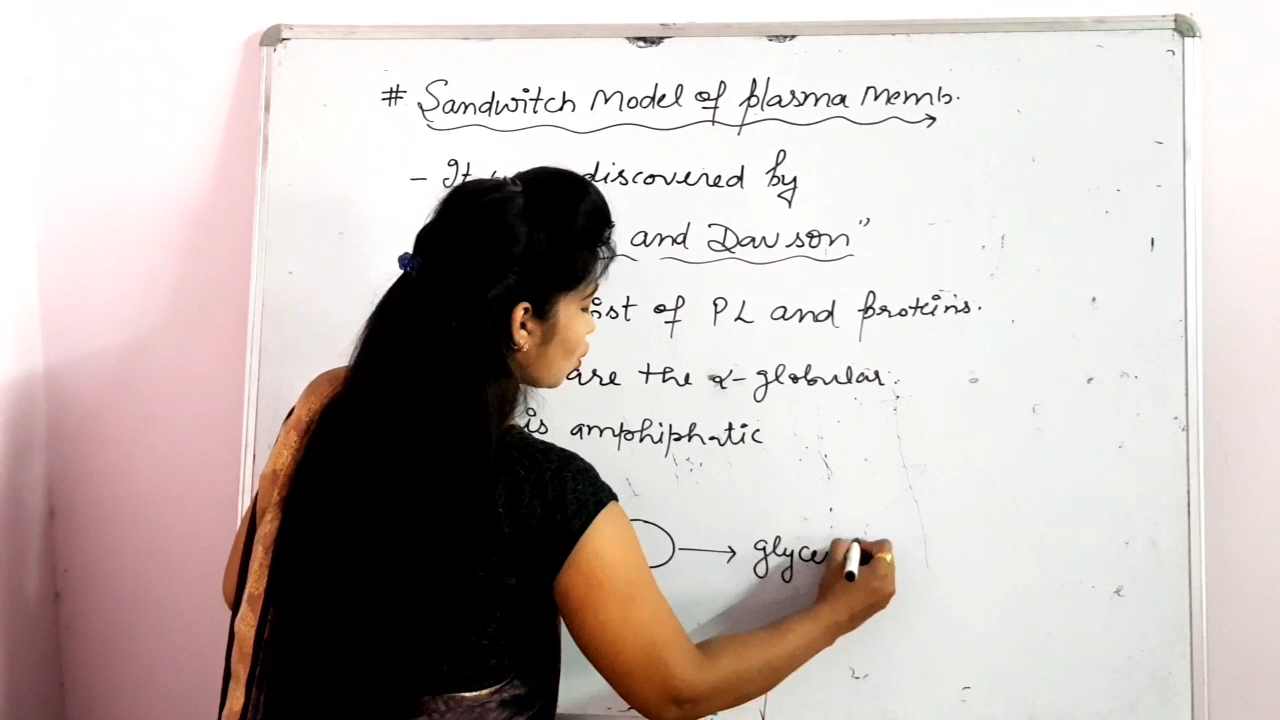 # Sandwitch Model of plasma Memb.
- It discovered by
and Davson"
ist of PL and proteins.
are the α-globular.
is amphiphatic
→ glyce